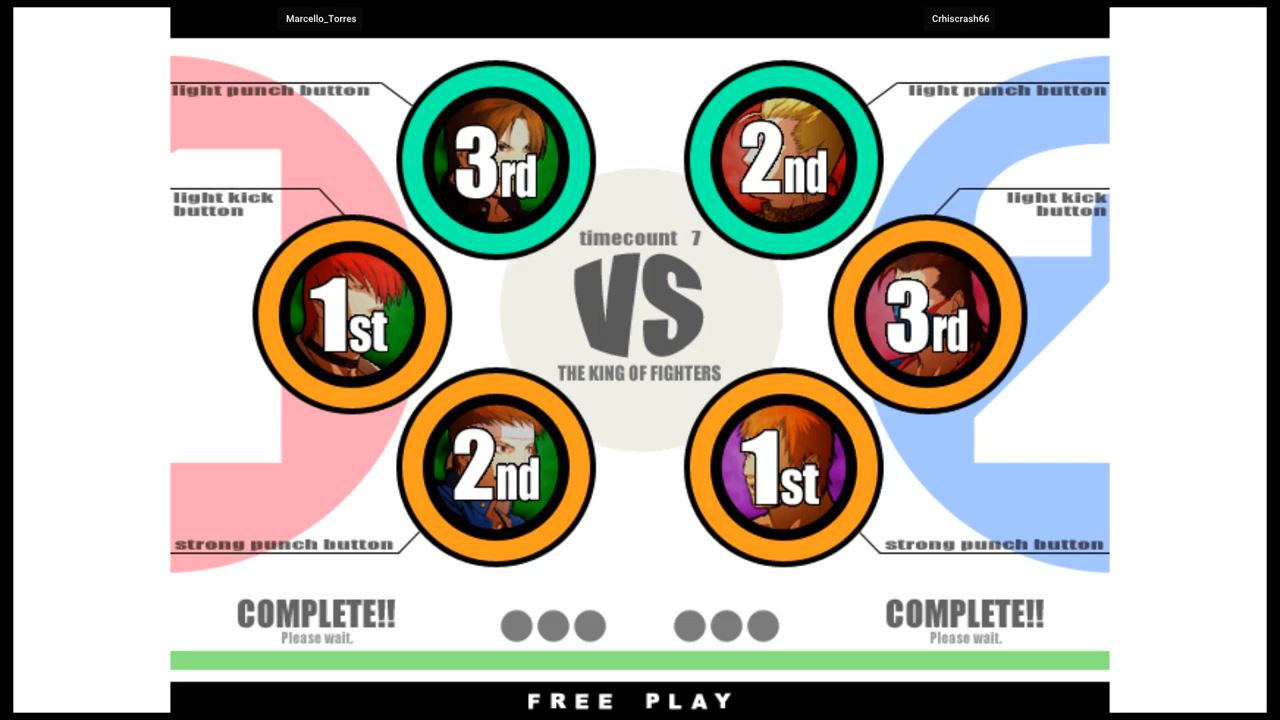 Marcello_Torres
Crhiscrash66
light punch button
light punch button
3rd
2nd
light kick
button
light kick
button
timecount 7
VS
THE KING OF FIGHTERS
1st
3rd
2nd
1st
strong punch button
strong punch button
COMPLETE!!
Please wait.
COMPLETE!!
Please wait.
FREE PLAY